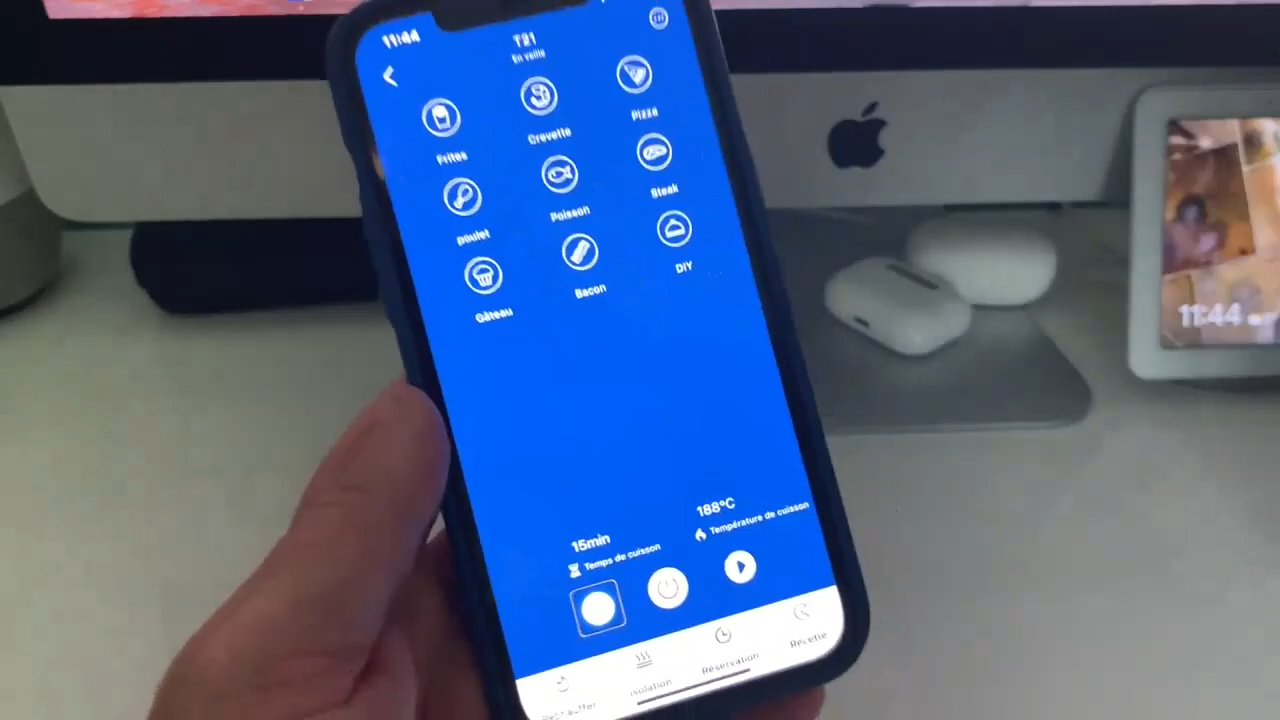 11:44
T21
En veille
Frites
Crevette
Pizza
poulet
Poisson
Steak
Gâteau
Bacon
DIY
15min
Temps de cuisson
188°C
Température de cuisson
isolation
Réservation
Recette
11:44